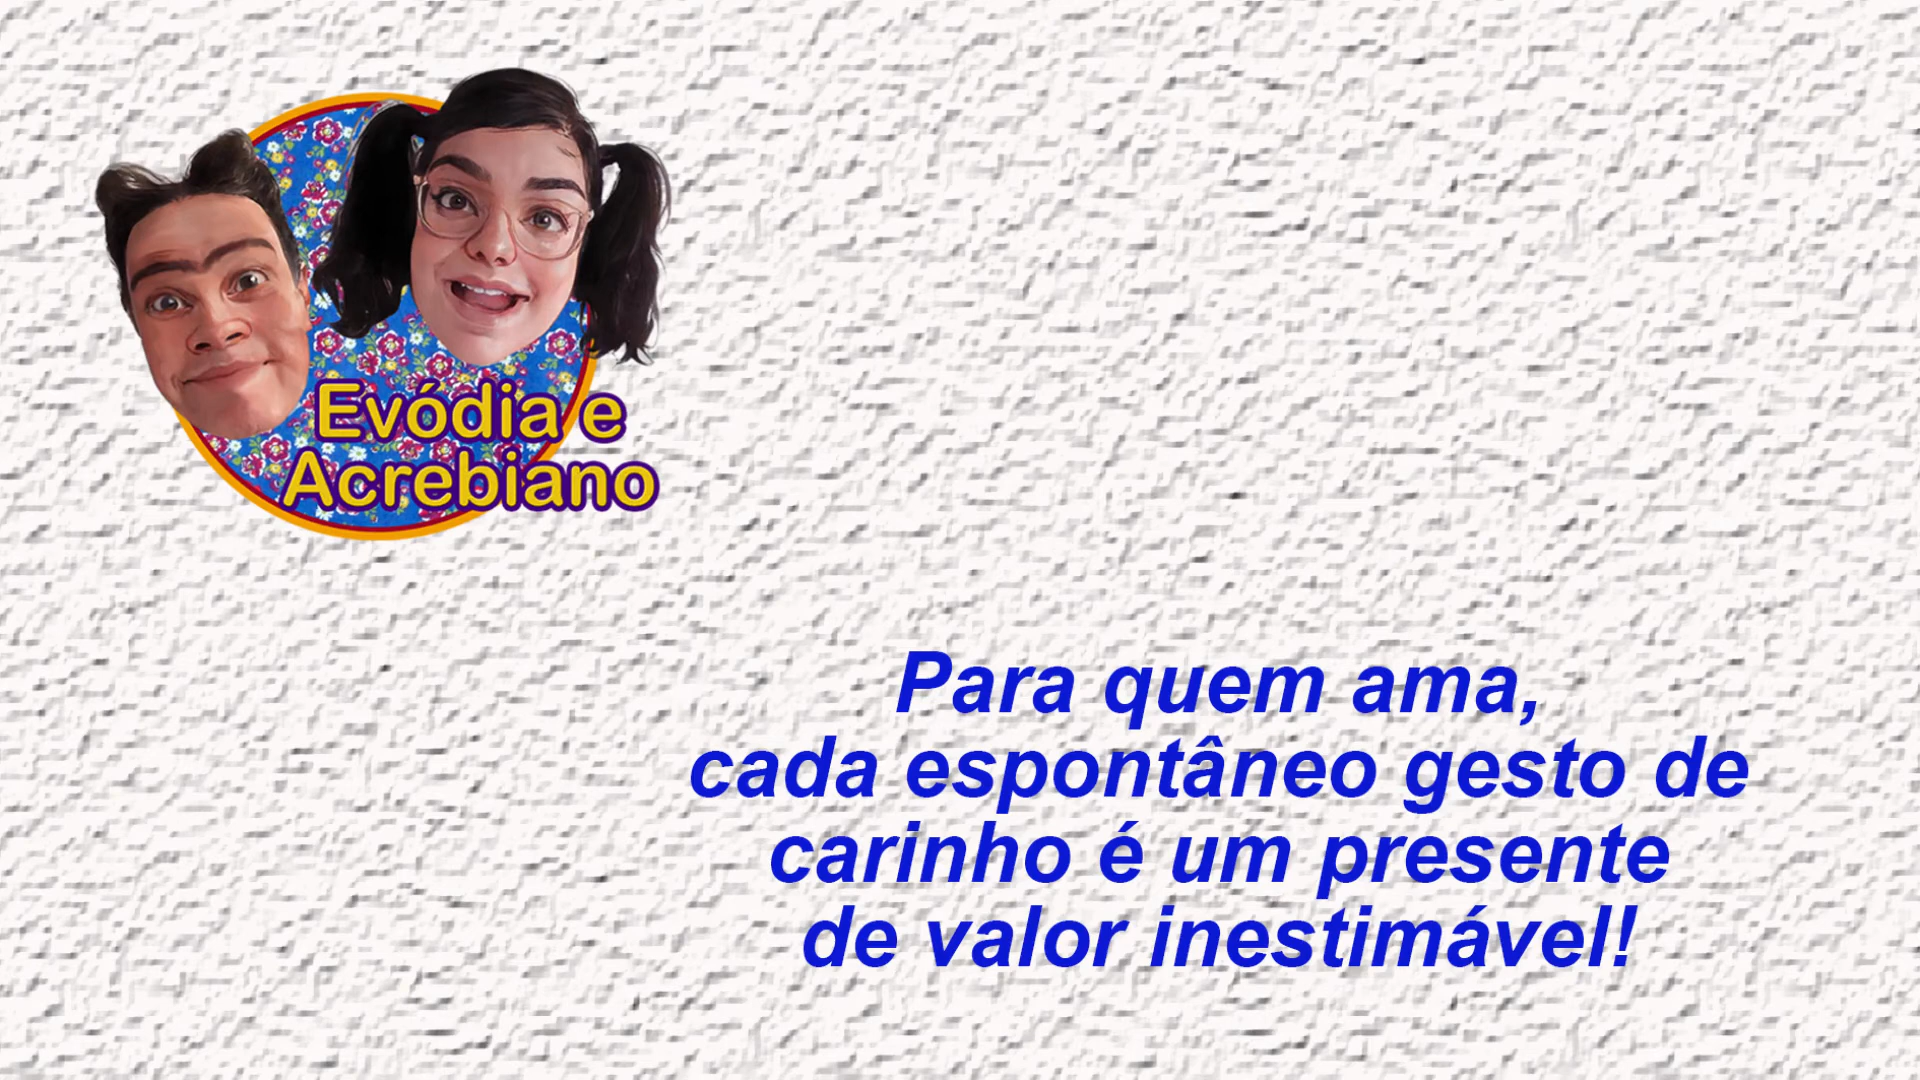 Evódia e
Acrebiano
Para quem ama,
cada espontâneo gesto de
carinho é um presente
de valor inestimável!